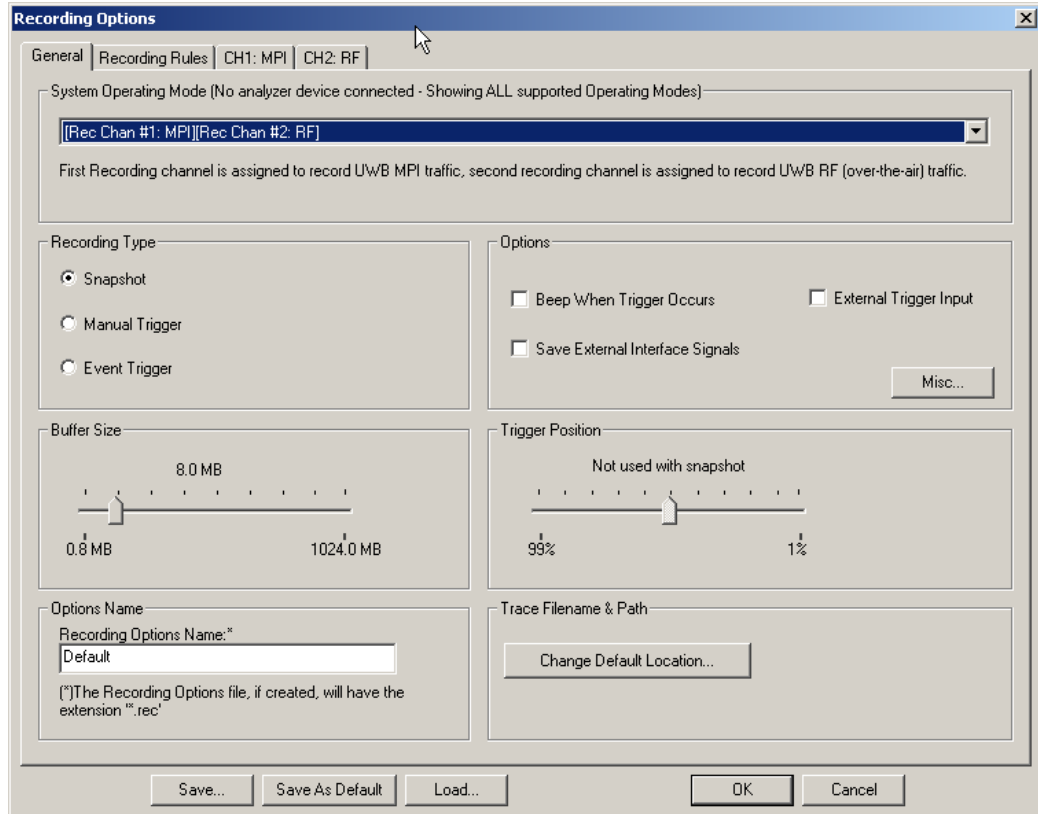 Recording Options
General
Recording Rules
CH1: MPI
CH2: RF
System Operating Mode (No analyzer device connected - Showing ALL supported Operating Modes)
[Rec Chan #1: MPI][Rec Chan #2: RF]
First Recording channel is assigned to record UWB MPI traffic, second recording channel is assigned to record UWB RF (over-the-air) traffic.
Recording Type
Snapshot
Manual Trigger
Event Trigger
Options
Beep When Trigger Occurs
External Trigger Input
Save External Interface Signals
Misc...
Buffer Size
8.0 MB
0.8 MB
1024.0 MB
Trigger Position
Not used with snapshot
99%
1%
Options Name
Recording Options Name:*
Default
(*)The Recording Options file, if created, will have the
extension '*.rec'
Trace Filename & Path
Change Default Location...
Save...
Save As Default
Load...
OK
Cancel